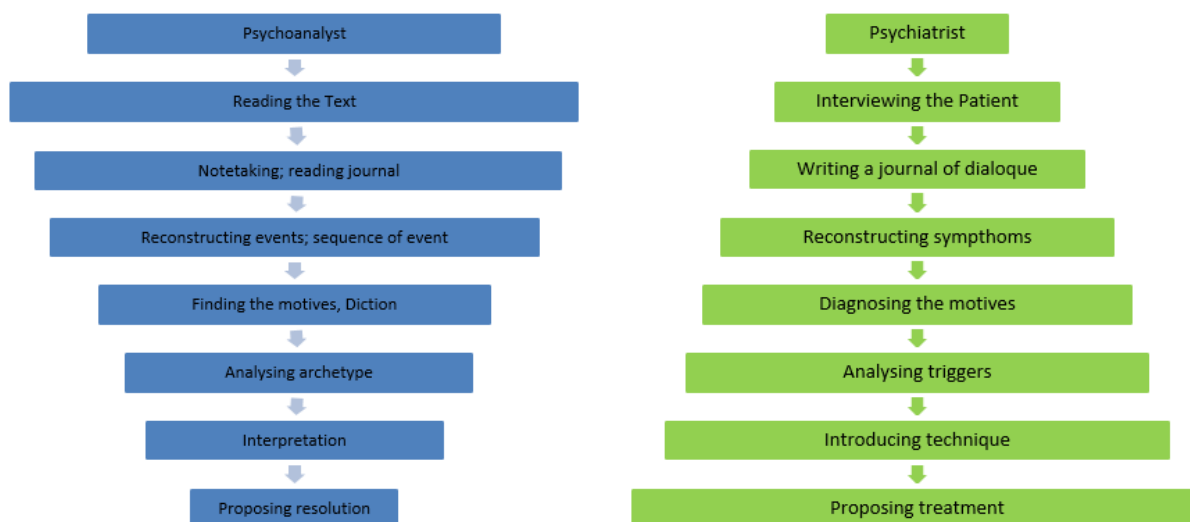 Psychoanalyst
Reading the Text
Notetaking; reading journal
Reconstructing events; sequence of event
Finding the motives, Diction
Analysing archetype
Interpretation
Proposing resolution
Psychiatrist
Interviewing the Patient
Writing a journal of dialoque
Reconstructing sympthoms
Diagnosing the motives
Analysing triggers
Introducing technique
Proposing treatment